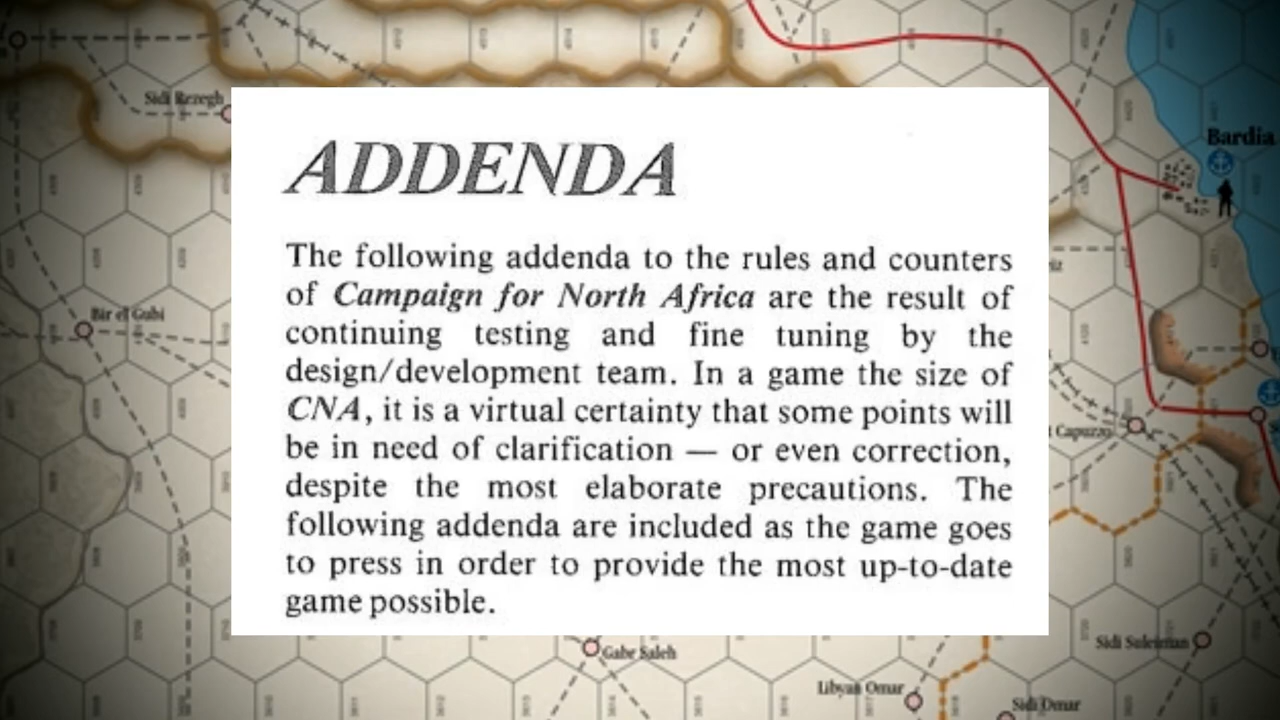 Sidi Rezegh
Bardia
ADDENDA
The following addenda to the rules and counters
of Campaign for North Africa are the result of
continuing testing and fine tuning by the
design/development team. In a game the size of
CNA, it is a virtual certainty that some points will
be in need of clarification — or even correction,
despite the most elaborate precautions. The
following addenda are included as the game goes
to press in order to provide the most up-to-date
game possible.
Bir el Gubi
Capuzzo
Gabr Saleh
Sidi Suleiman
Libyan Omar
Sidi Omar